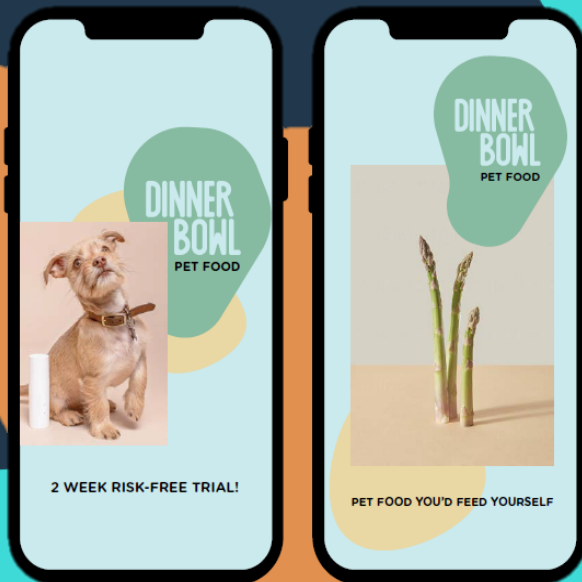 DINNER
BOWL
PET FOOD
2 WEEK RISK-FREE TRIAL!
DINNER
BOWL
PET FOOD
PET FOOD YOU'D FEED YOURSELF